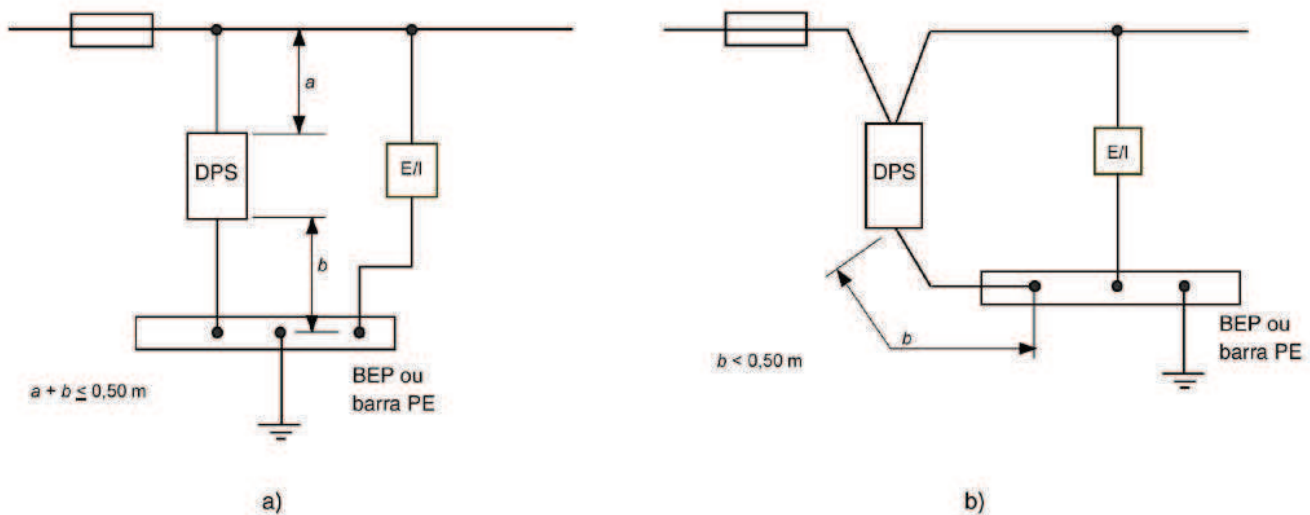 a
DPS
E/I
b
BEP ou
barra PE
a + b ≤ 0,50 m
a)
DPS
E/I
b
BEP ou
barra PE
b < 0,50 m
b)